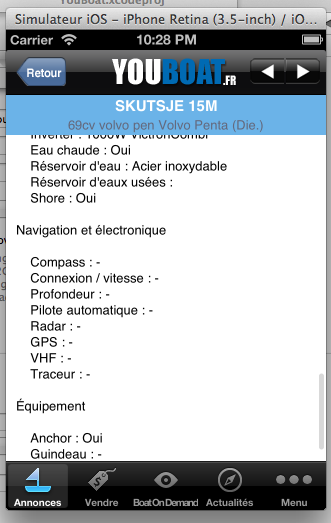 YouBoat.xcodeproj
Simulateur iOS - iPhone Retina (3.5-inch) / iO...
Carrier 10:28 PM
Retour
YOUBOAT.FR
SKUTSJE 15M
69cv volvo pen Volvo Penta (Die.)
Inverter : 1600W VictronCombi
Eau chaude : Oui
Réservoir d'eau : Acier inoxydable
Réservoir d'eaux usées :
Shore : Oui
Navigation et électronique
Compass : -
Connexion / vitesse : -
Profondeur : -
Pilote automatique : -
Radar : -
GPS : -
VHF : -
Traceur : -
Équipement
Anchor : Oui
Guindeau : -
Annonces Vendre BoatOnDemand Actualités Menu